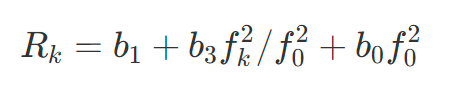 R_k = b_1 + b_3 f_k^2 / f_0^2 + b_0 f_0^2